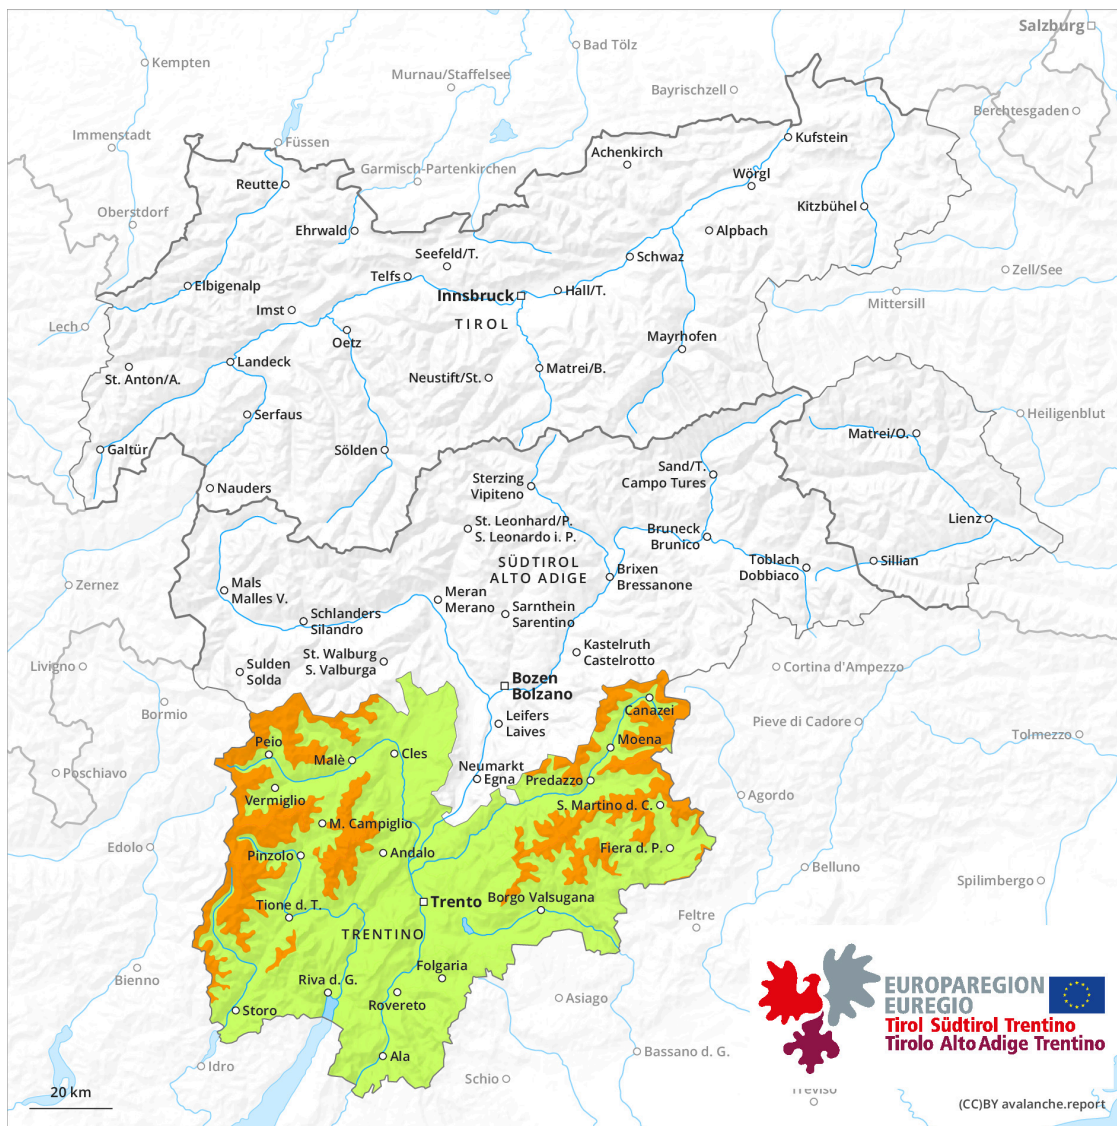 Salzburg
Bad Tölz
Kempten
Murnau/Staffelsee
Bayrischzell
Berchtesgaden
Immenstadt
Füssen
Kufstein
Achenkirch
Garmisch-Partenkirchen
Reutte
Wörgl
Oberstdorf
Kitzbühel
Ehrwald
Alpbach
Seefeld/T.
Schwaz
Zell/See
Telfs
Elbigenalp
Hall/T.
Innsbruck
Mittersill
Imst
TIROL
Lech
Oetz
Mayrhofen
Landeck
Matrei/B.
St. Anton/A.
Neustift/St.
Serfaus
Heiligenblut
Matrei/O.
Galtür
Sölden
Sand/T.
Campo Tures
Sterzing
Vipiteno
Nauders
Lienz
St. Leonhard/P.
S. Leonardo i. P.
Bruneck
Brunico
SÜDTIROL
ALTO ADIGE
Toblach
Dobbiaco
Sillian
Brixen
Bressanone
Zernez
Mals
Malles V.
Meran
Merano
Sarnthein
Sarentino
Schlanders
Silandro
Kastelruth
Castelrotto
St. Walburg
S. Valburga
Livigno
Sulden
Solda
Cortina d'Ampezzo
Bozen
Bolzano
Canazei
Bormio
Leifers
Laives
Pieve di Cadore
Tolmezzo
Peio
Moena
Cles
Malè
Neumarkt
Egna
Poschiavo
Predazzo
Vermiglio
Agordo
S. Martino d. C.
M. Campiglio
Edolo
Fiera d. P.
Pinzolo
Andalo
Belluno
Spilimbergo
Borgo Valsugana
Trento
Tione d. T.
Feltre
TRENTINO
Folgaria
Bienno
Riva d. G.
EUROPAREGION
EUREGIO
Tirol Südtirol Trentino
Tirolo Alto Adige Trentino
Asiago
Rovereto
Storo
Bassano d. G.
Ala
Idro
Schio
Treviso
20 km
(CC)BY avalanche.report